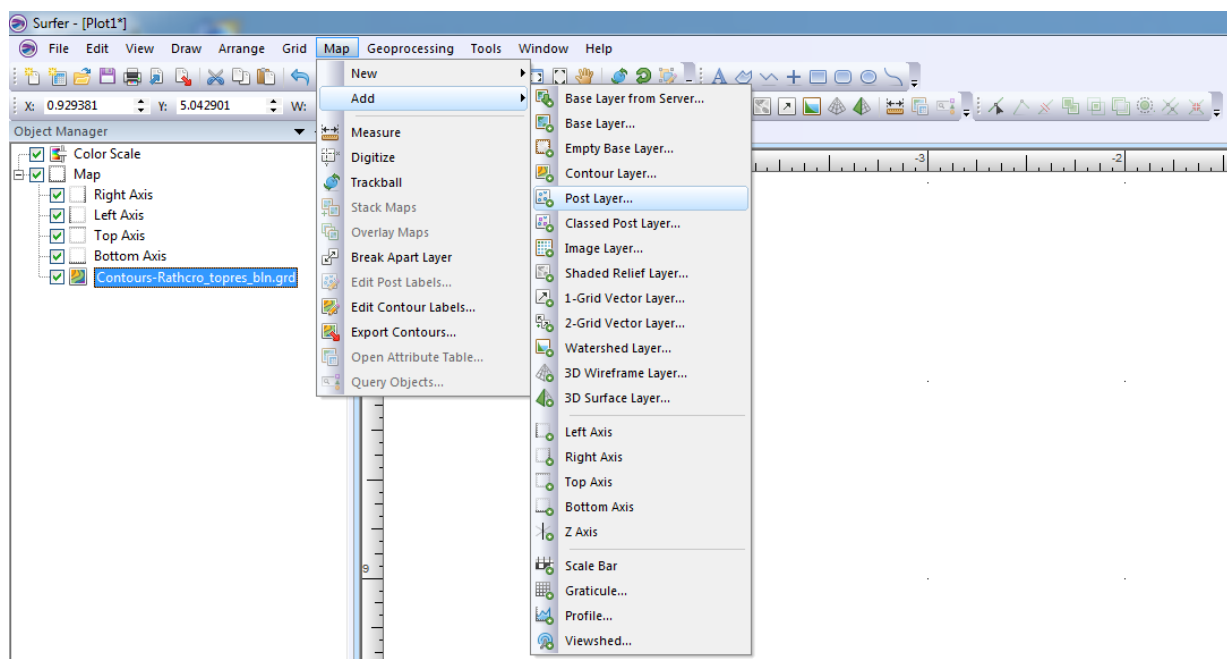 Surfer - [Plot1*]
File Edit View Draw Arrange Grid Map Geoprocessing Tools Window Help
X: 0.929381 Y: 5.042901 W:
Object Manager
Color Scale
Map
Right Axis
Left Axis
Top Axis
Bottom Axis
Contours-Rathcro_topres_bln.grd
New
Add
Measure
Digitize
Trackball
Stack Maps
Overlay Maps
Break Apart Layer
Edit Post Labels...
Edit Contour Labels...
Export Contours...
Open Attribute Table...
Query Objects...
Base Layer from Server...
Base Layer...
Empty Base Layer...
Contour Layer...
Post Layer...
Classed Post Layer...
Image Layer...
Shaded Relief Layer...
1-Grid Vector Layer...
2-Grid Vector Layer...
Watershed Layer...
3D Wireframe Layer...
3D Surface Layer...
Left Axis
Right Axis
Top Axis
Bottom Axis
Z Axis
Scale Bar
Graticule...
Profile...
Viewshed...
-3 -2
9